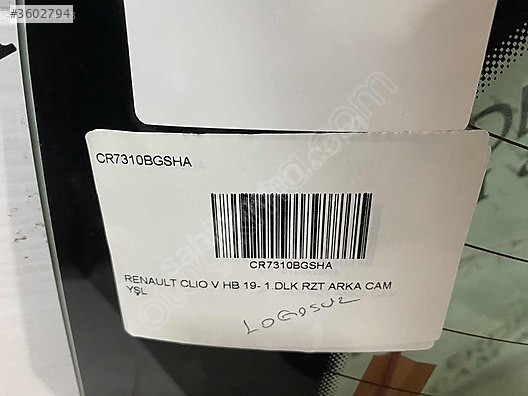 #3602794
CR7310BGSHA
CR7310BGSHA
RENAULT CLIO V HB 19- 1.DLK RZT ARKA CAM
YŞL
LOGOSUZ